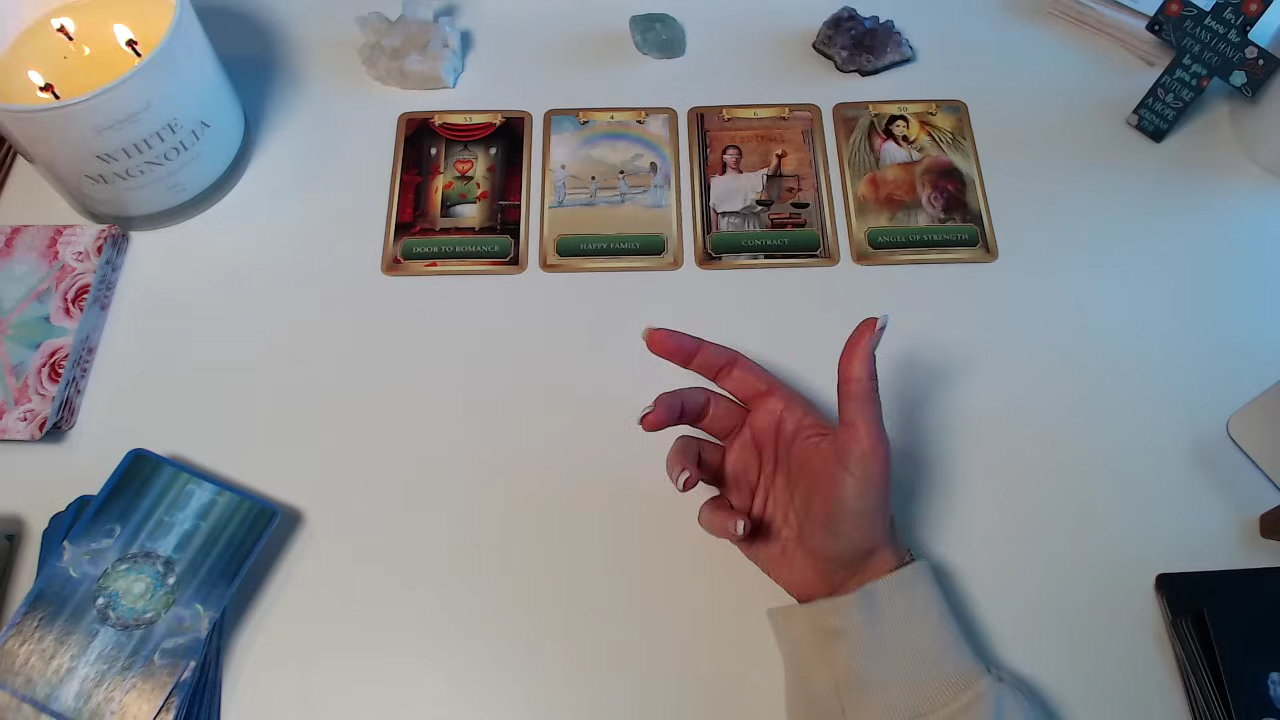 WHITE
MAGNOLIA
33
DOOR TO ROMANCE
4
HAPPY FAMILY
CONTRACT
50
ANGEL OF STRENGTH
for I
know the
PLANS I HAVE
FOR YOU
to give
you A
FUTURE
A HOPE